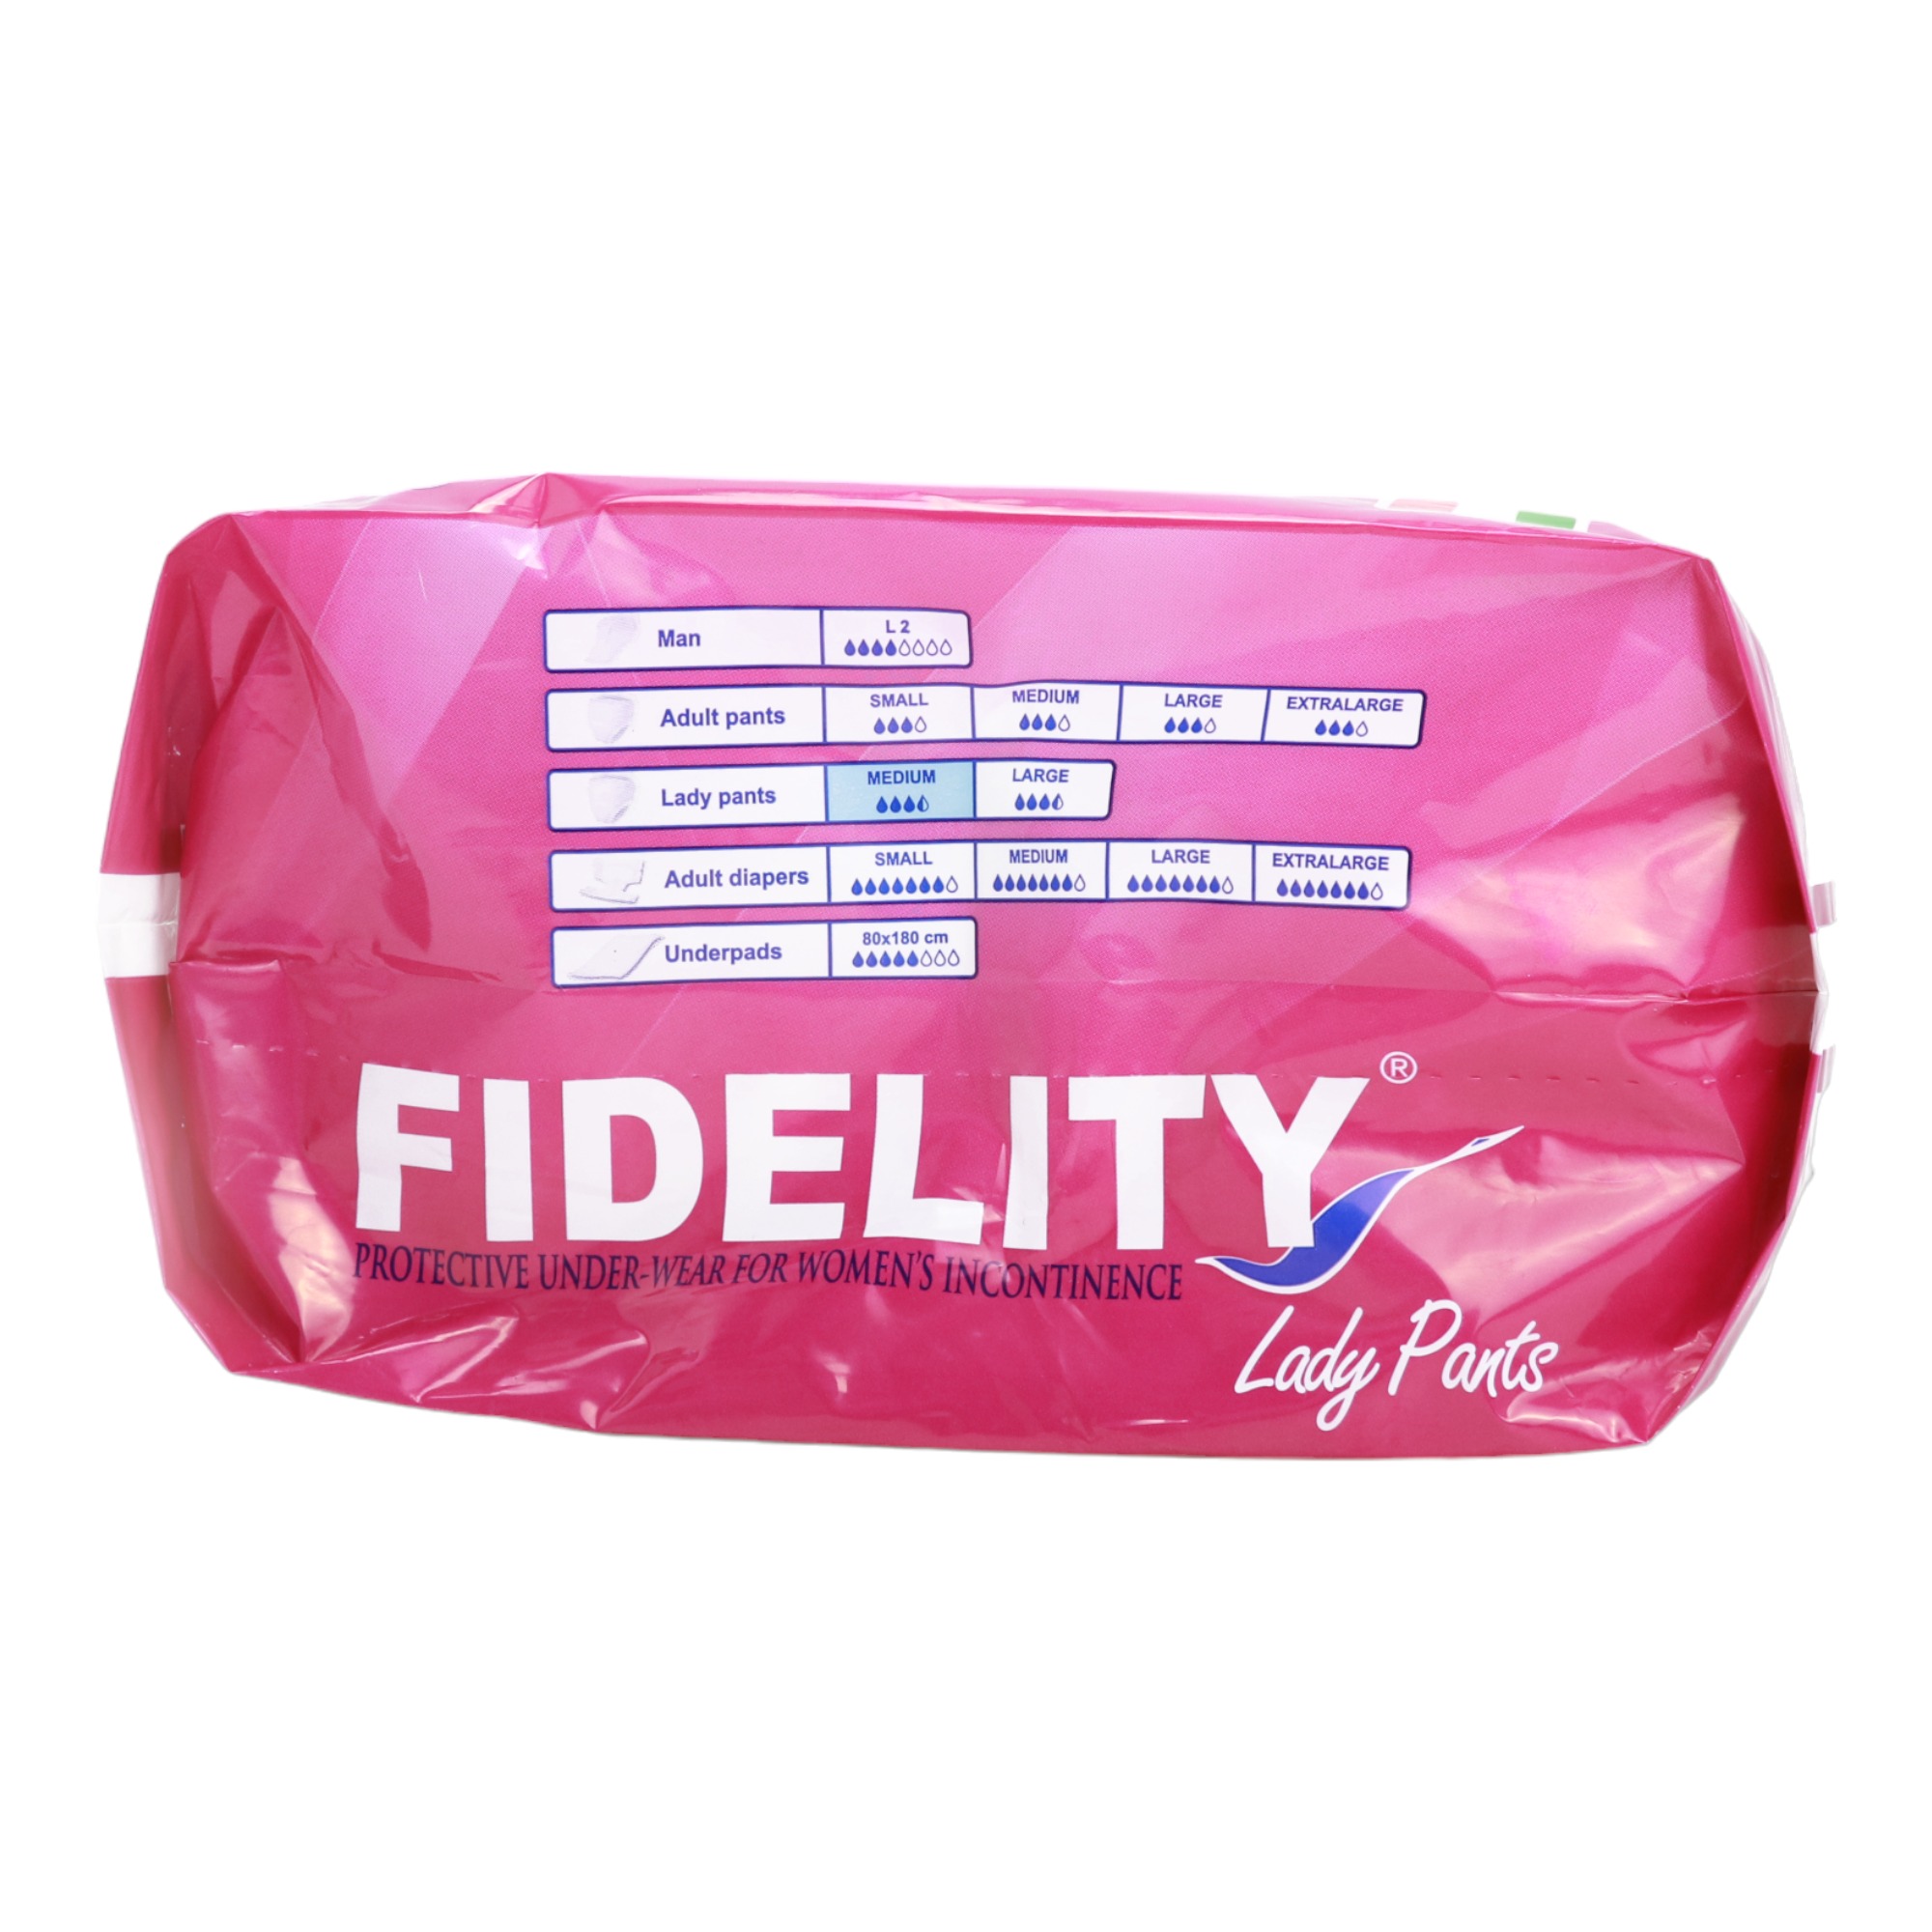 Man L 2
Adult pants SMALL MEDIUM LARGE EXTRALARGE
Lady pants MEDIUM LARGE
Adult diapers SMALL MEDIUM LARGE EXTRALARGE
Underpads 80x180 cm
FIDELITY®
PROTECTIVE UNDER-WEAR FOR WOMEN'S INCONTINENCE
Lady Pants